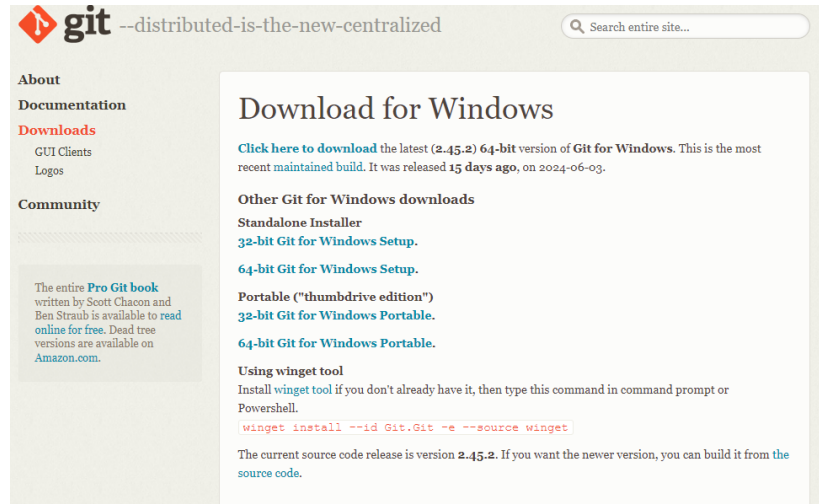 git --distributed-is-the-new-centralized
Search entire site...
About
Documentation
Downloads
GUI Clients
Logos
Community
The entire Pro Git book
written by Scott Chacon and
Ben Straub is available to read
online for free. Dead tree
versions are available on
Amazon.com.
Download for Windows
Click here to download the latest (2.45.2) 64-bit version of Git for Windows. This is the most
recent maintained build. It was released 15 days ago, on 2024-06-03.
Other Git for Windows downloads
Standalone Installer
32-bit Git for Windows Setup.
64-bit Git for Windows Setup.
Portable ("thumbdrive edition")
32-bit Git for Windows Portable.
64-bit Git for Windows Portable.
Using winget tool
Install winget tool if you don't already have it, then type this command in command prompt or
Powershell.
winget install --id Git.Git -e --source winget
The current source code release is version 2.45.2. If you want the newer version, you can build it from the
source code.